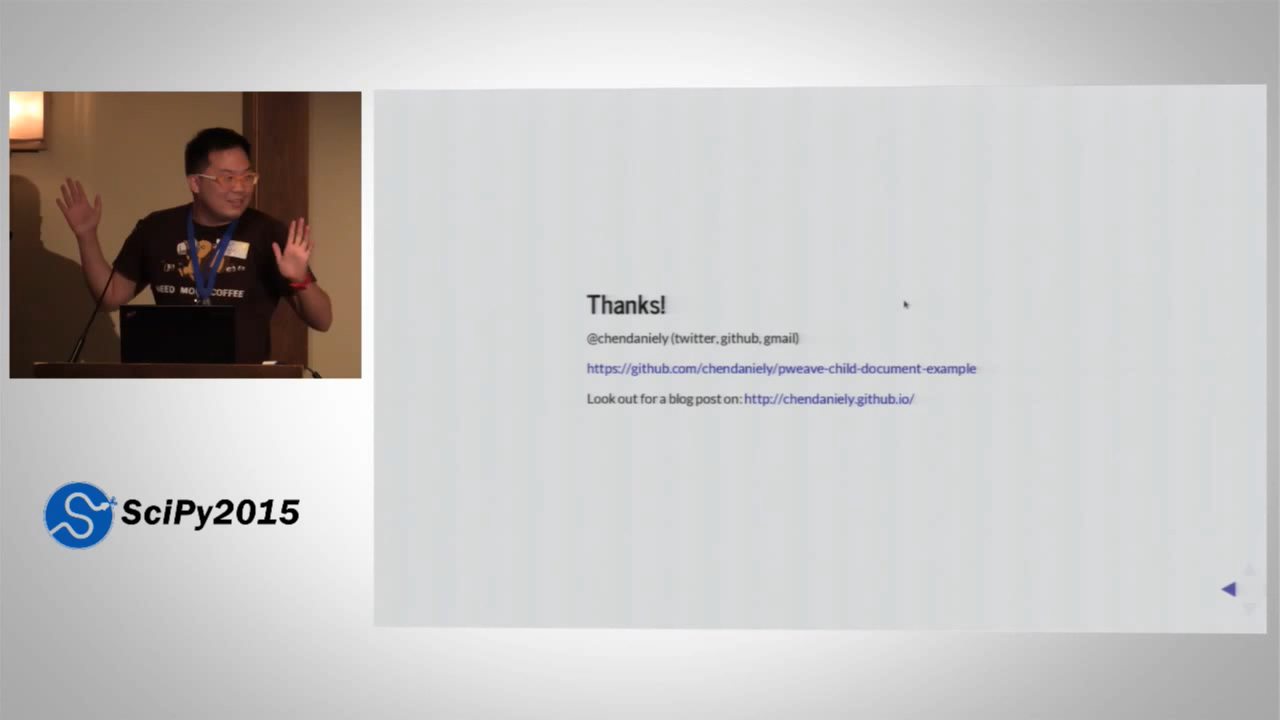 NEED MORE COFFEE
Thanks!
@chendaniely (twitter, github, gmail)
https://github.com/chendaniely/pweave-child-document-example
Look out for a blog post on: http://chendaniely.github.io/
SciPy2015